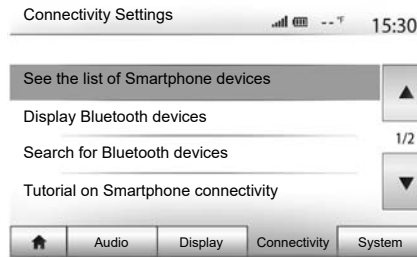 Connectivity Settings
--°F 15:30
See the list of Smartphone devices
Display Bluetooth devices
1/2
Search for Bluetooth devices
Tutorial on Smartphone connectivity
Audio Display Connectivity System